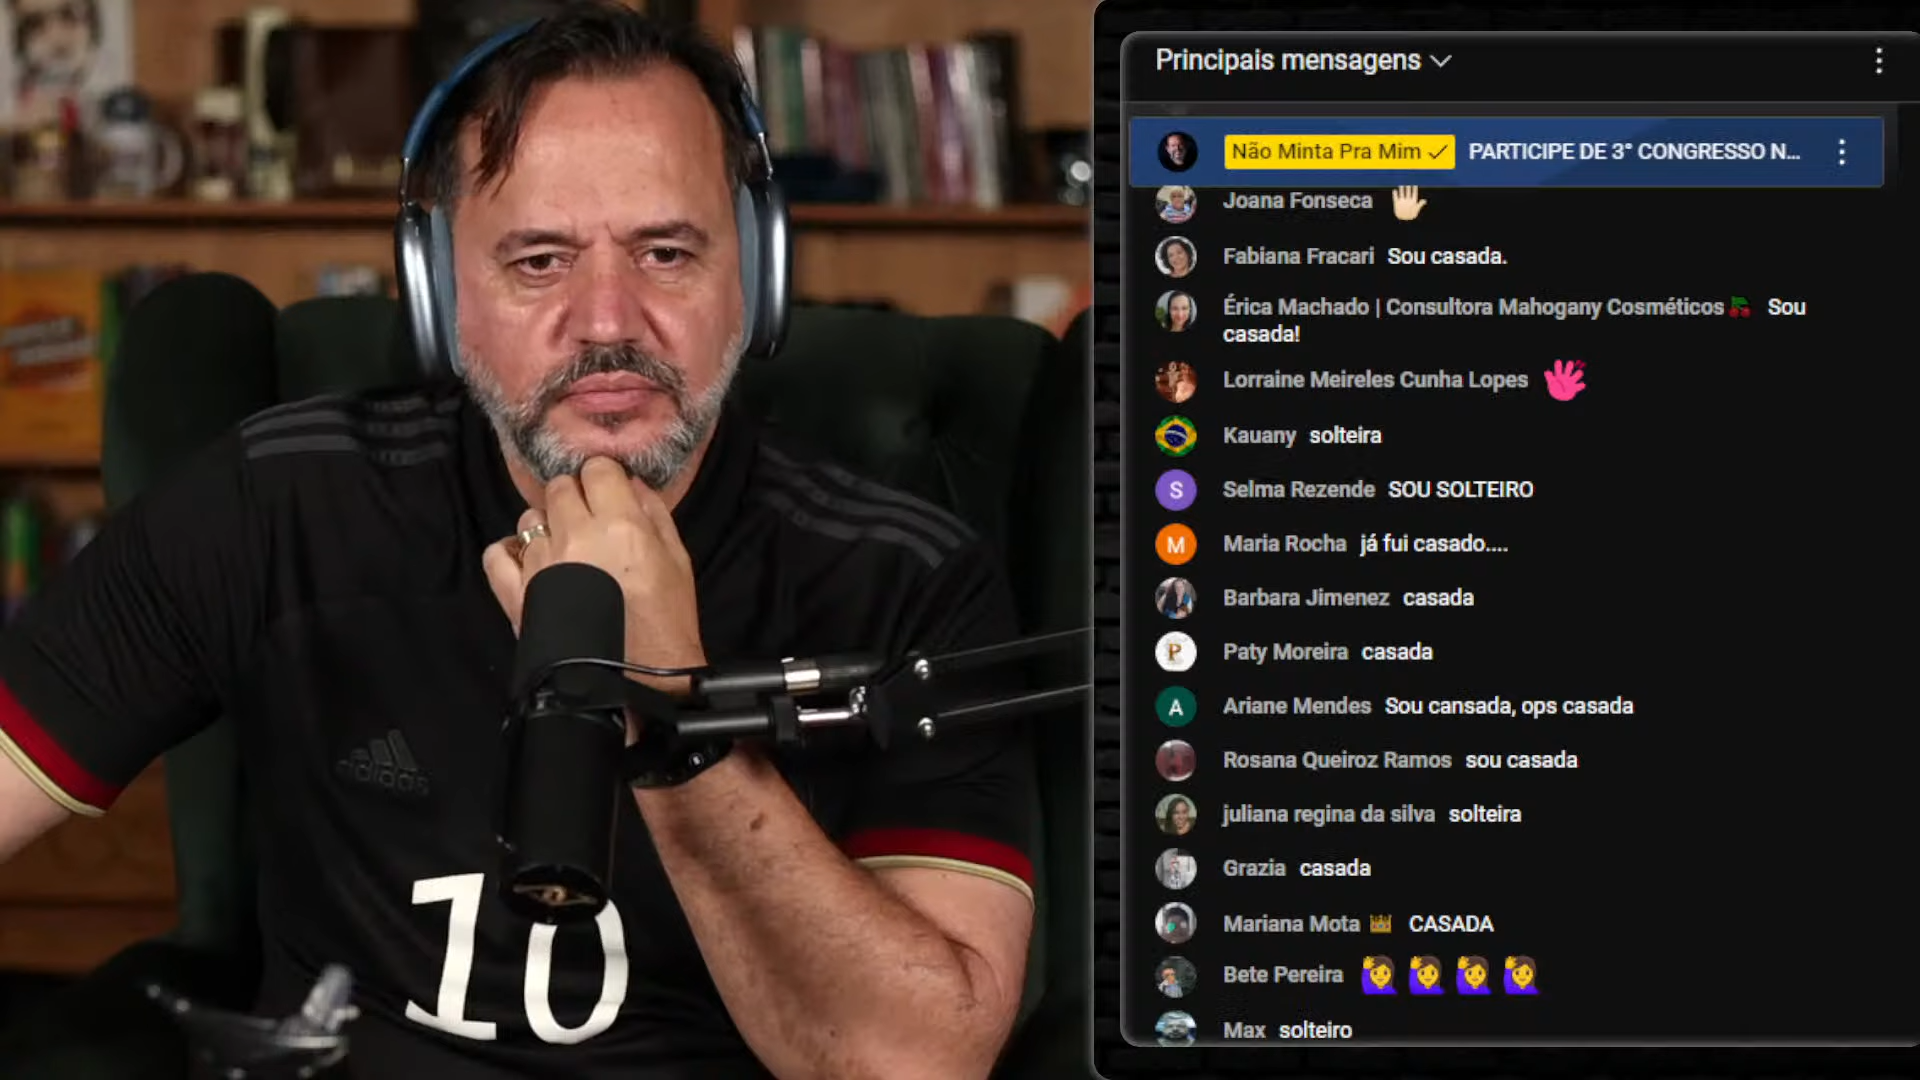 Principais mensagens
Não Minta Pra Mim PARTICIPE DE 3° CONGRESSO N...
Joana Fonseca
Fabiana Fracari Sou casada.
Érica Machado | Consultora Mahogany Cosméticos Sou
casada!
Lorraine Meireles Cunha Lopes
Kauany solteira
S Selma Rezende SOU SOLTEIRO
M Maria Rocha já fui casado....
Barbara Jimenez casada
P Paty Moreira casada
A Ariane Mendes Sou cansada, ops casada
Rosana Queiroz Ramos sou casada
juliana regina da silva solteira
Grazia casada
Mariana Mota CASADA
Bete Pereira
Max solteiro
adidas
10